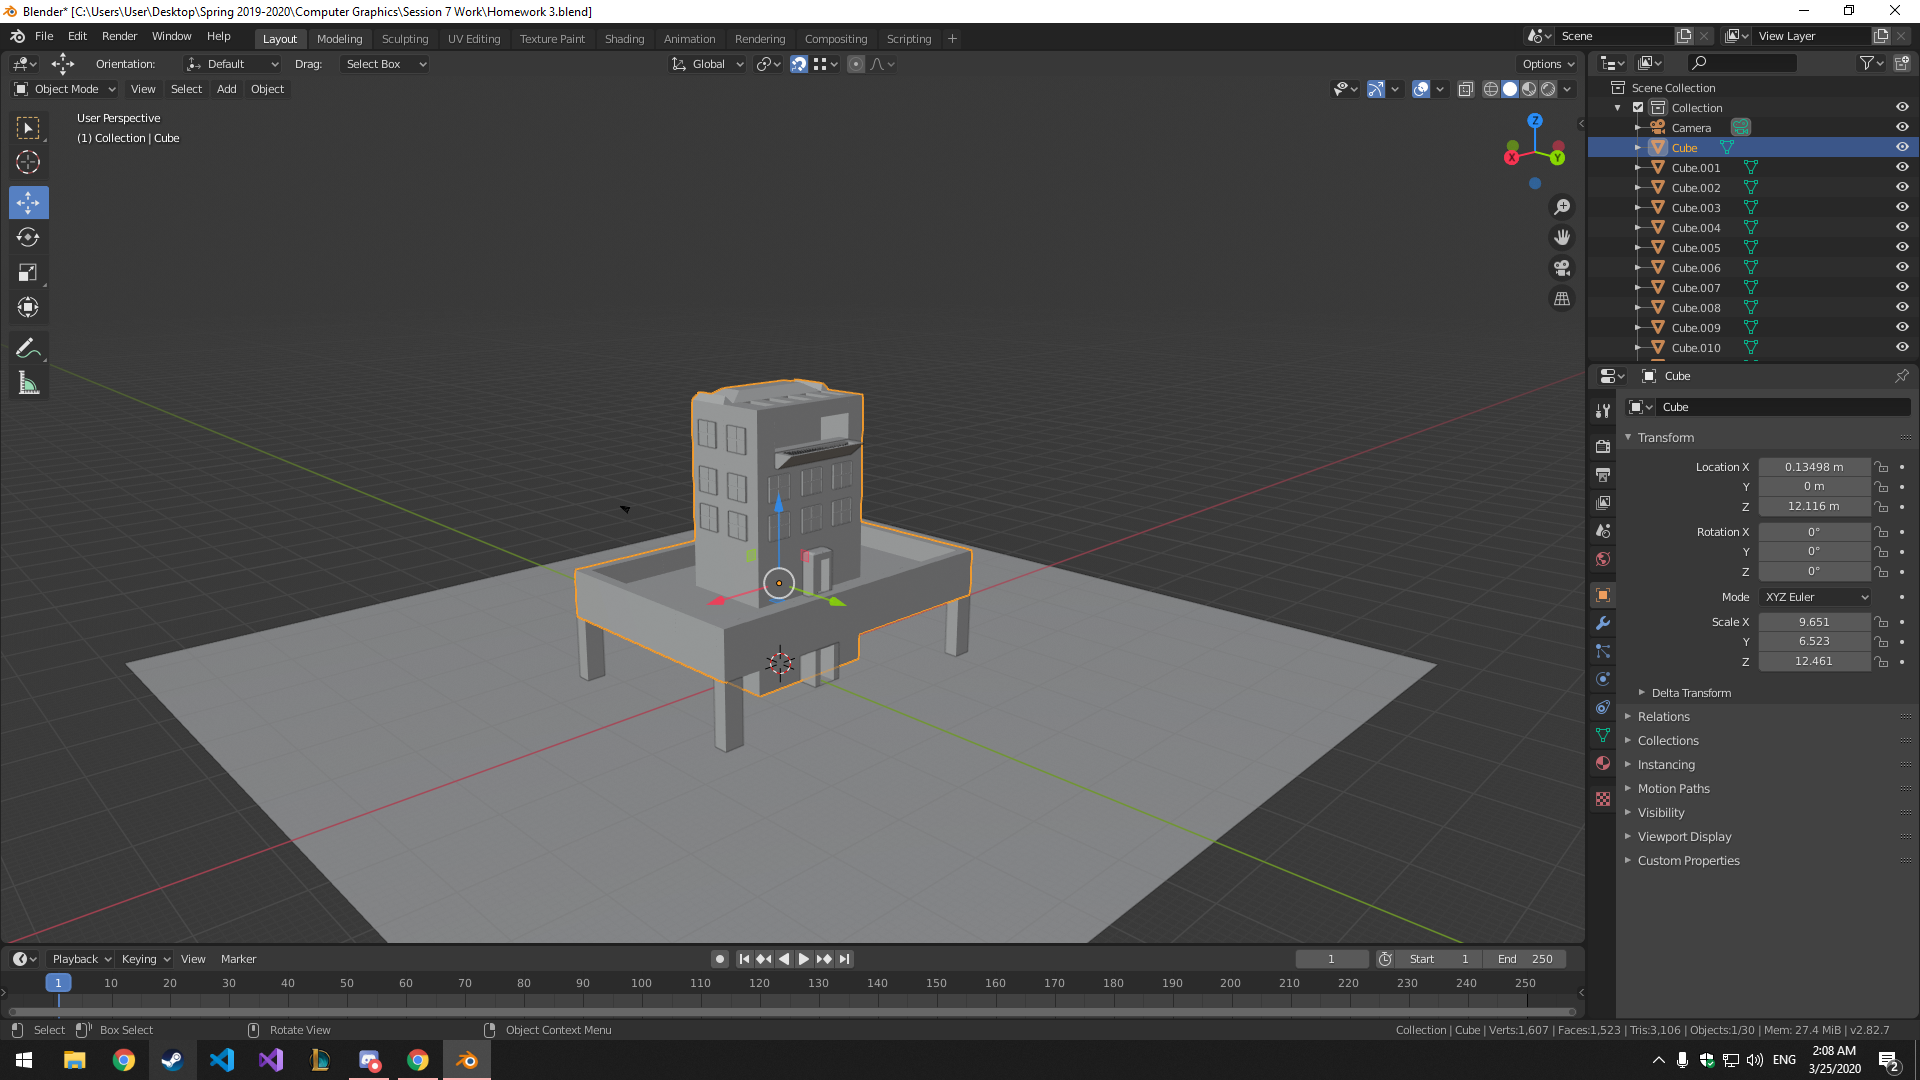 Blender* [C:\Users\User\Desktop\Spring 2019-2020\Computer Graphics\Session 7 Work\Homework 3.blend]
File Edit Render Window Help Layout Modeling Sculpting UV Editing Texture Paint Shading Animation Rendering Compositing Scripting + Scene View Layer
Orientation: Default Drag: Select Box Global Options
Object Mode View Select Add Object
User Perspective
(1) Collection | Cube
Z
X
Y
Scene Collection
Collection
Camera
Cube
Cube.001
Cube.002
Cube.003
Cube.004
Cube.005
Cube.006
Cube.007
Cube.008
Cube.009
Cube.010
Cube
Cube
Transform
Location X 0.13498 m
Y 0 m
Z 12.116 m
Rotation X 0°
Y 0°
Z 0°
Mode XYZ Euler
Scale X 9.651
Y 6.523
Z 12.461
Delta Transform
Relations
Collections
Instancing
Motion Paths
Visibility
Viewport Display
Custom Properties
Playback Keying View Marker 1 Start 1 End 250
1 10 20 30 40 50 60 70 80 90 100 110 120 130 140 150 160 170 180 190 200 210 220 230 240 250
Select Box Select Rotate View Object Context Menu Collection | Cube | Verts:1,607 | Faces:1,523 | Tris:3,106 | Objects:1/30 | Mem: 27.4 MiB | v2.82.7
ENG
2:08 AM
3/25/2020
2